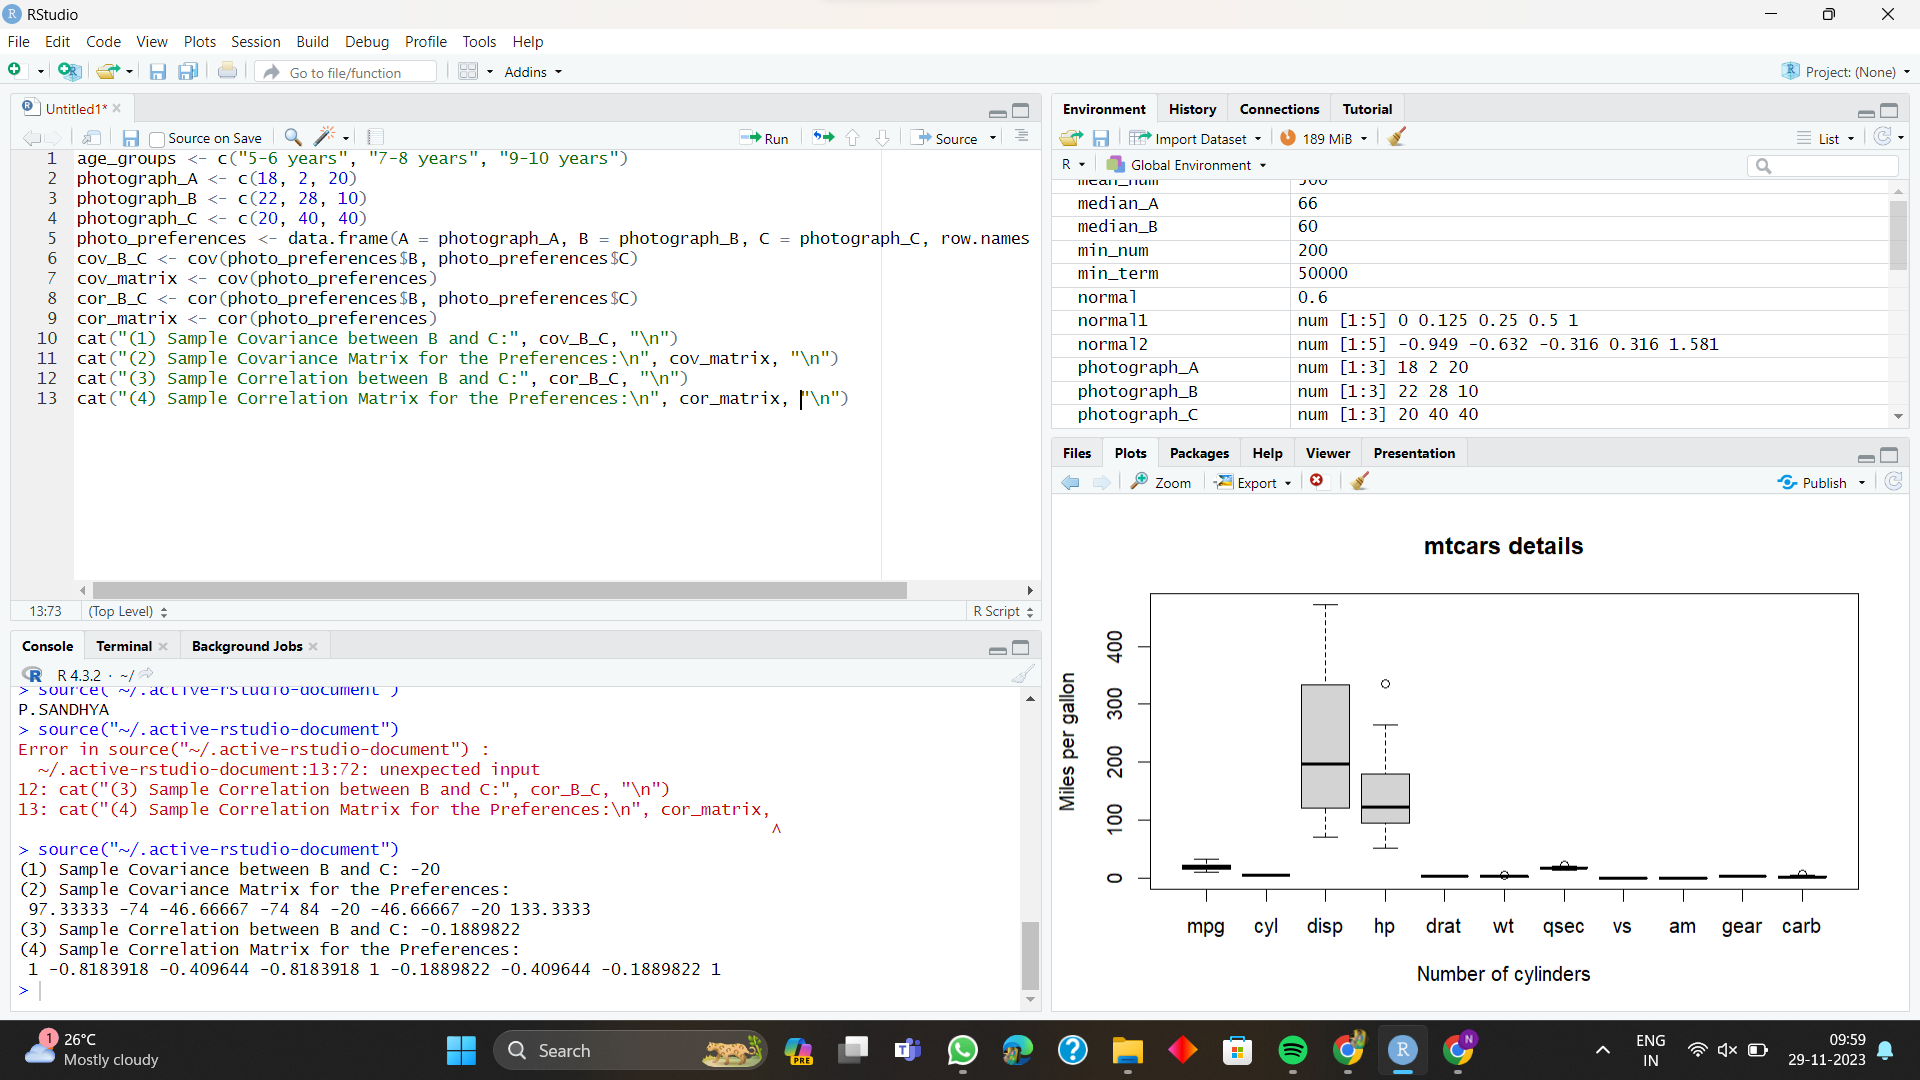 RStudio
File Edit Code View Plots Session Build Debug Profile Tools Help
Go to file/function Addins Project: (None)
Untitled1*
Source on Save Run Source
1 age_groups <- c("5-6 years", "7-8 years", "9-10 years")
2 photograph_A <- c(18, 2, 20)
3 photograph_B <- c(22, 28, 10)
4 photograph_C <- c(20, 40, 40)
5 photo_preferences <- data.frame(A = photograph_A, B = photograph_B, C = photograph_C, row.names
6 cov_B_C <- cov(photo_preferences$B, photo_preferences$C)
7 cov_matrix <- cov(photo_preferences)
8 cor_B_C <- cor(photo_preferences$B, photo_preferences$C)
9 cor_matrix <- cor(photo_preferences)
10 cat("(1) Sample Covariance between B and C:", cov_B_C, "\n")
11 cat("(2) Sample Covariance Matrix for the Preferences:\n", cov_matrix, "\n")
12 cat("(3) Sample Correlation between B and C:", cor_B_C, "\n")
13 cat("(4) Sample Correlation Matrix for the Preferences:\n", cor_matrix, "\n")
13:73 (Top Level) R Script
Console Terminal Background Jobs
R 4.3.2 · ~/
> source("~/.active-rstudio-document")
P.SANDHYA
> source("~/.active-rstudio-document")
Error in source("~/.active-rstudio-document") :
~/.active-rstudio-document:13:72: unexpected input
12: cat("(3) Sample Correlation between B and C:", cor_B_C, "\n")
13: cat("(4) Sample Correlation Matrix for the Preferences:\n", cor_matrix,
^
> source("~/.active-rstudio-document")
(1) Sample Covariance between B and C: -20
(2) Sample Covariance Matrix for the Preferences:
97.33333 -74 -46.66667 -74 84 -20 -46.66667 -20 133.3333
(3) Sample Correlation between B and C: -0.1889822
(4) Sample Correlation Matrix for the Preferences:
1 -0.8183918 -0.409644 -0.8183918 1 -0.1889822 -0.409644 -0.1889822 1
>
Environment History Connections Tutorial
Import Dataset 189 MiB List
R Global Environment
mean_num 500
median_A 66
median_B 60
min_num 200
min_term 50000
normal 0.6
normal1 num [1:5] 0 0.125 0.25 0.5 1
normal2 num [1:5] -0.949 -0.632 -0.316 0.316 1.581
photograph_A num [1:3] 18 2 20
photograph_B num [1:3] 22 28 10
photograph_C num [1:3] 20 40 40
Files Plots Packages Help Viewer Presentation
Zoom Export Publish
mtcars details
Miles per gallon
400
300
200
100
0
mpg cyl disp hp drat wt qsec vs am gear carb
Number of cylinders
1 26°C
Mostly cloudy
Search
PRE
T
R
N
ENG
IN
09:59
29-11-2023